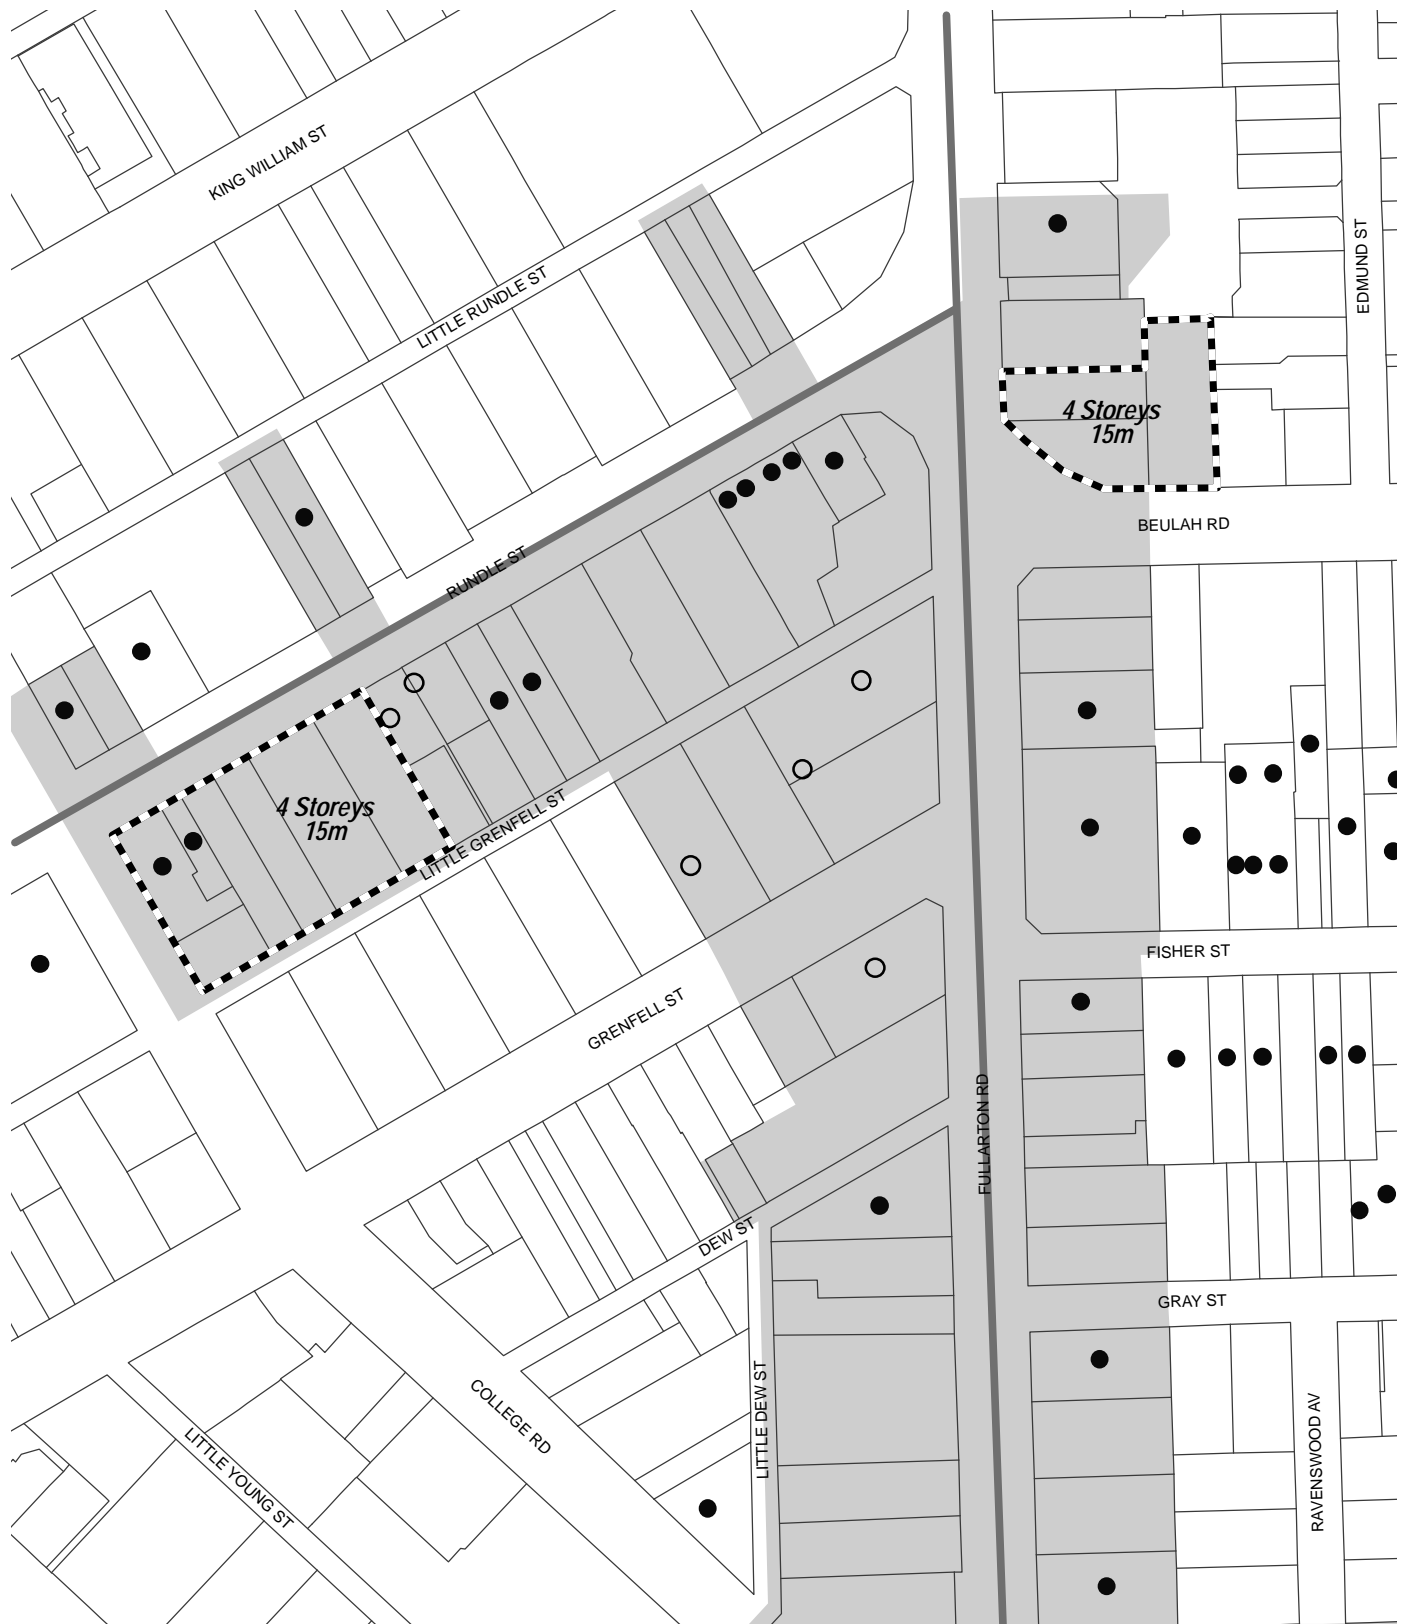 KING WILLIAM ST
LITTLE RUNDLE ST
EDMUND ST
4 Storeys
15m
BEULAH RD
RUNDLE ST
4 Storeys
15m
LITTLE GRENFELL ST
FISHER ST
GRENFELL ST
FULLARTON RD
DEW ST
GRAY ST
LITTLE DEW ST
COLLEGE RD
RAVENSWOOD AV
LITTLE YOUNG ST